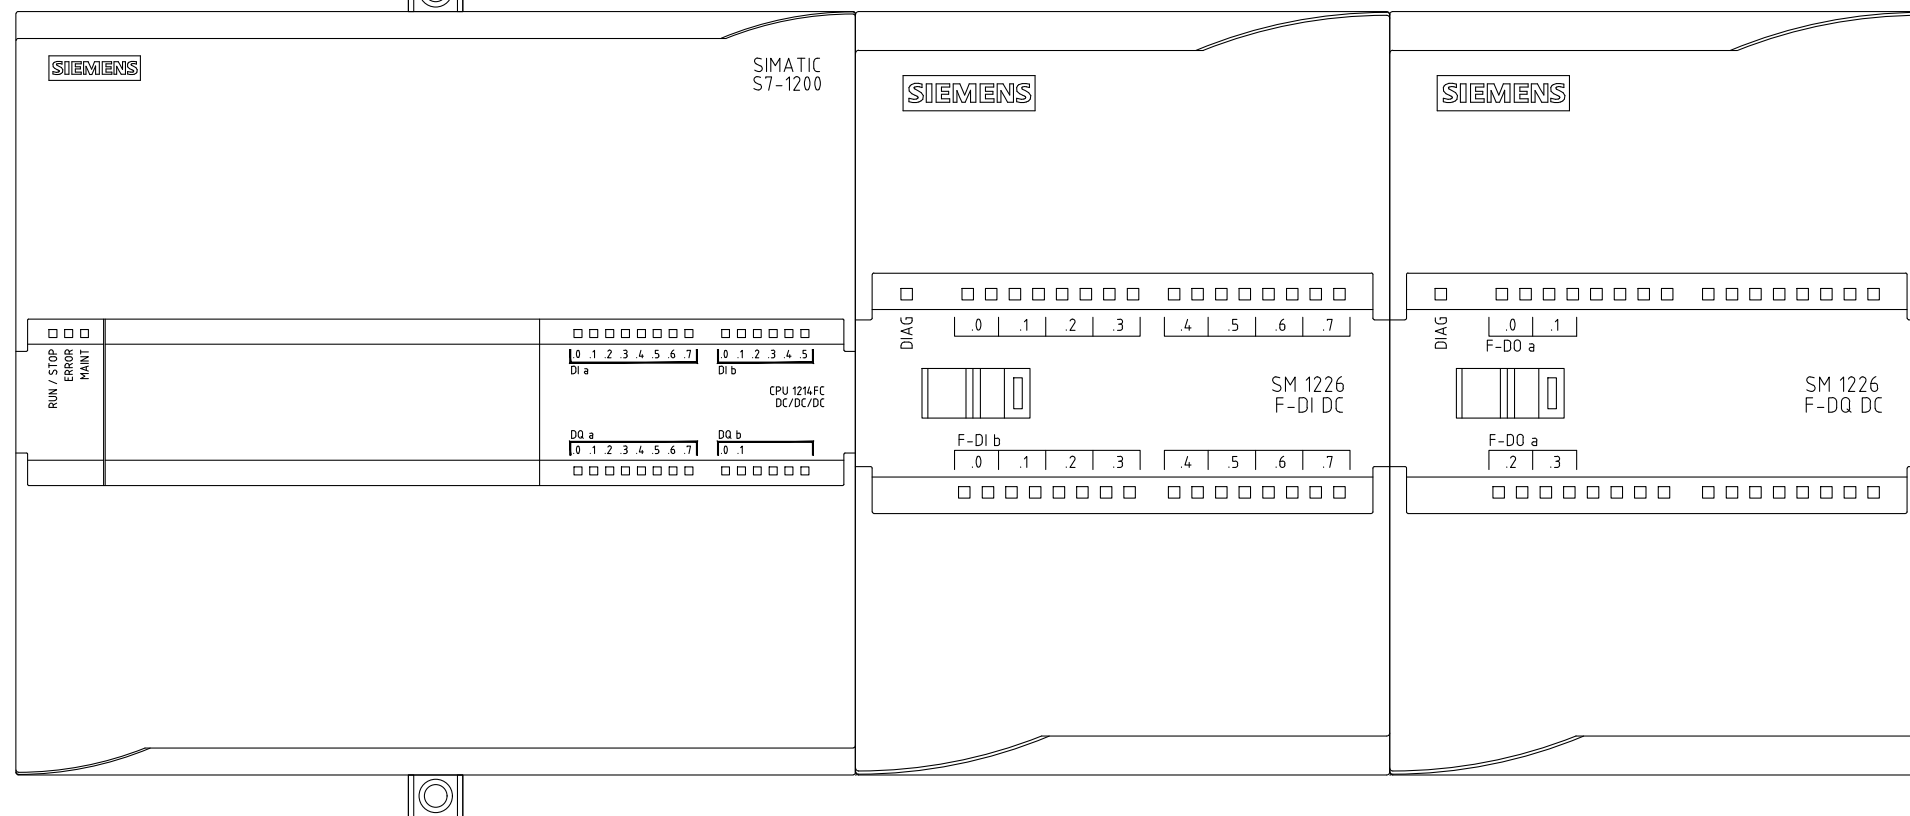 SIEMENS
SIMATIC
S7-1200
RUN / STOP
ERROR
MAINT
.0 .1 .2 .3 .4 .5 .6 .7
DI a
.0 .1 .2 .3 .4 .5
DI b
CPU 1214FC
DC/DC/DC
DQ a
.0 .1 .2 .3 .4 .5 .6 .7
DQ b
.0 .1
SIEMENS
DIAG
.0 .1 .2 .3 .4 .5 .6 .7
SM 1226
F-DI DC
F-DI b
.0 .1 .2 .3 .4 .5 .6 .7
SIEMENS
DIAG
.0 .1
F-DO a
SM 1226
F-DQ DC
F-DO a
.2 .3